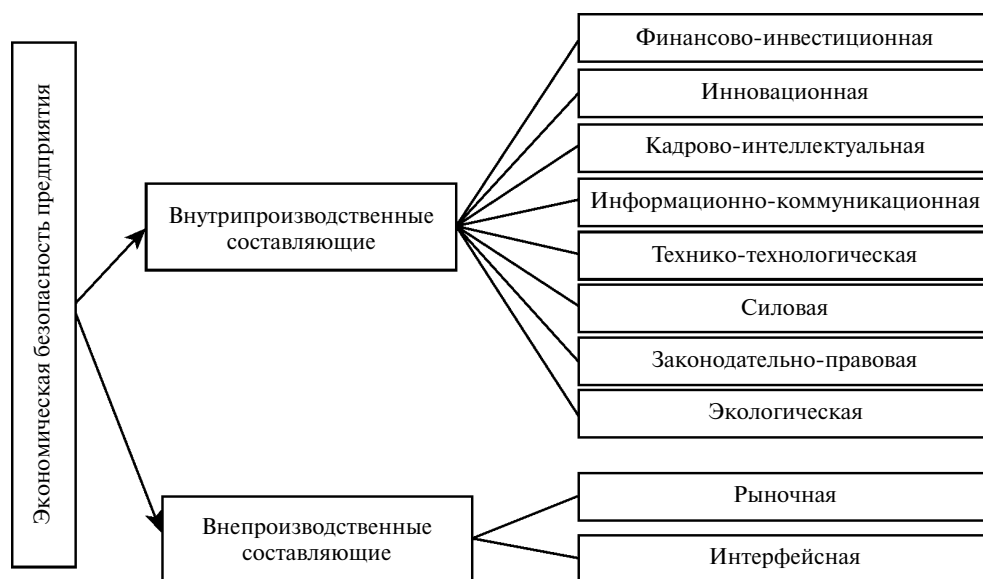 Экономическая безопасность предприятия
Внутрипроизводственные
составляющие
Финансово-инвестиционная
Инновационная
Кадрово-интеллектуальная
Информационно-коммуникационная
Технико-технологическая
Силовая
Законодательно-правовая
Экологическая
Внепроизводственные
составляющие
Рыночная
Интерфейсная